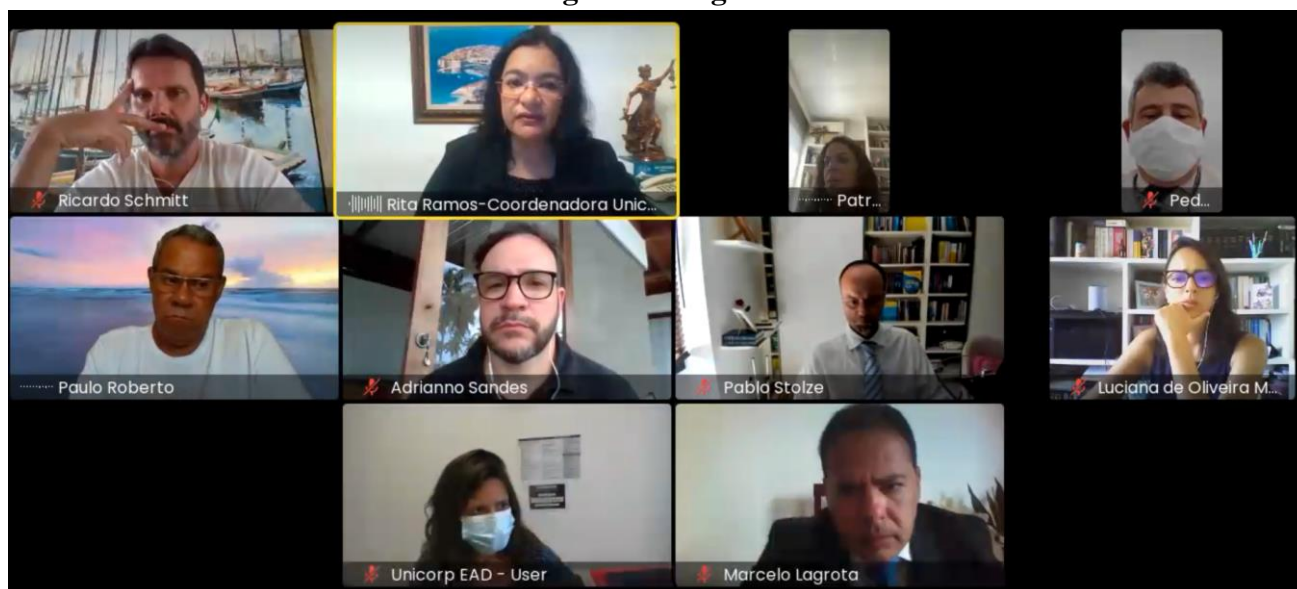 Ricardo Schmitt
Rita Ramos-Coordenadora Unic...
Patr...
Ped...
Paulo Roberto
Adrianno Sandes
Pablo Stolze
Luciana de Oliveira M...
Unicorp EAD - User
Marcelo Lagrota